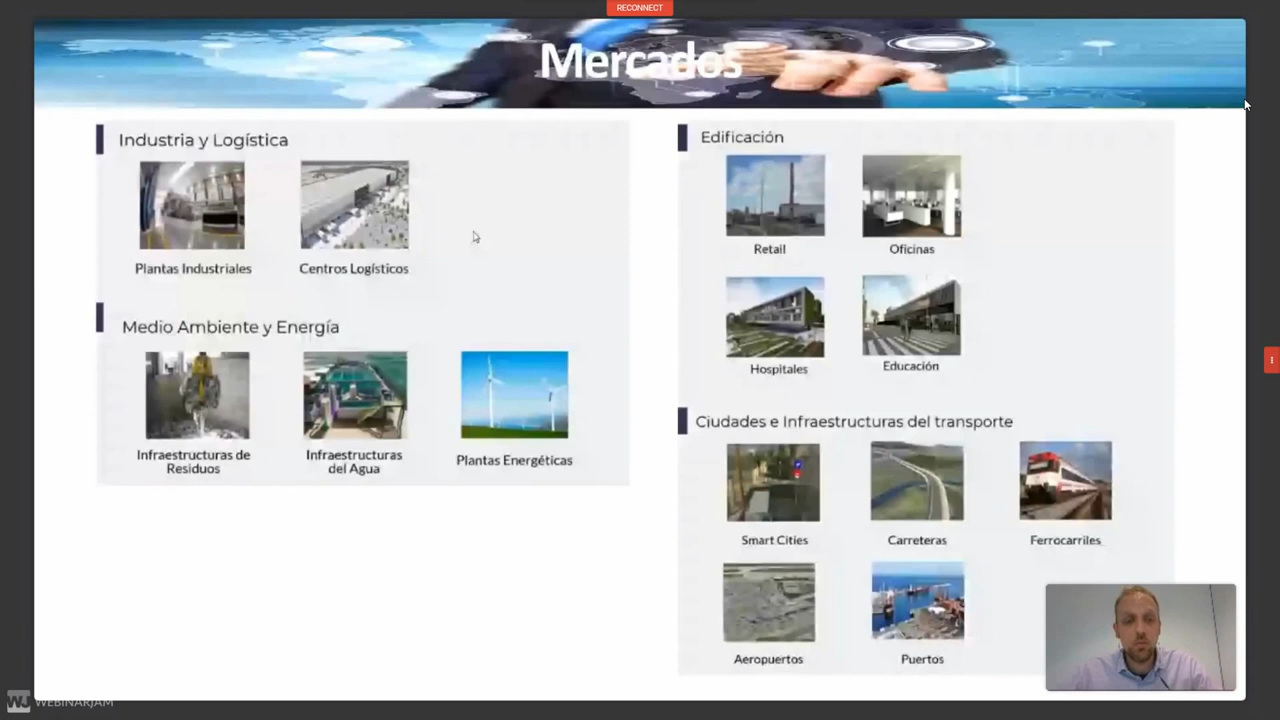 RECONNECT
Mercados
Industria y Logística
Plantas Industriales
Centros Logísticos
Medio Ambiente y Energía
Infraestructuras de
Residuos
Infraestructuras
del Agua
Plantas Energéticas
Edificación
Retail
Oficinas
Hospitales
Educación
Ciudades e Infraestructuras del transporte
Smart Cities
Carreteras
Ferrocarriles
Aeropuertos
Puertos
WJ WEBINARJAM